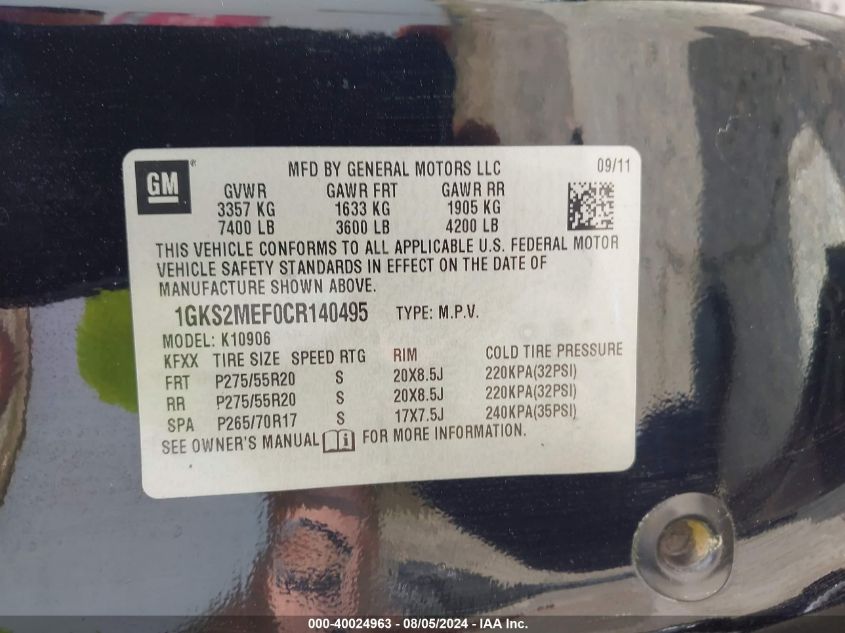 GM
MFD BY GENERAL MOTORS LLC 09/11
GVWR GAWR FRT GAWR RR
3357 KG 1633 KG 1905 KG
7400 LB 3600 LB 4200 LB
THIS VEHICLE CONFORMS TO ALL APPLICABLE U.S. FEDERAL MOTOR
VEHICLE SAFETY STANDARDS IN EFFECT ON THE DATE OF
MANUFACTURE SHOWN ABOVE.
1GKS2MEF0CR140495 TYPE: M.P.V.
MODEL: K10906
KFXX TIRE SIZE SPEED RTG RIM COLD TIRE PRESSURE
FRT P275/55R20 S 20X8.5J 220KPA(32PSI)
RR P275/55R20 S 20X8.5J 220KPA(32PSI)
SPA P265/70R17 S 17X7.5J 240KPA(35PSI)
SEE OWNER'S MANUAL FOR MORE INFORMATION.
000-40024963 - 08/05/2024 - IAA Inc.